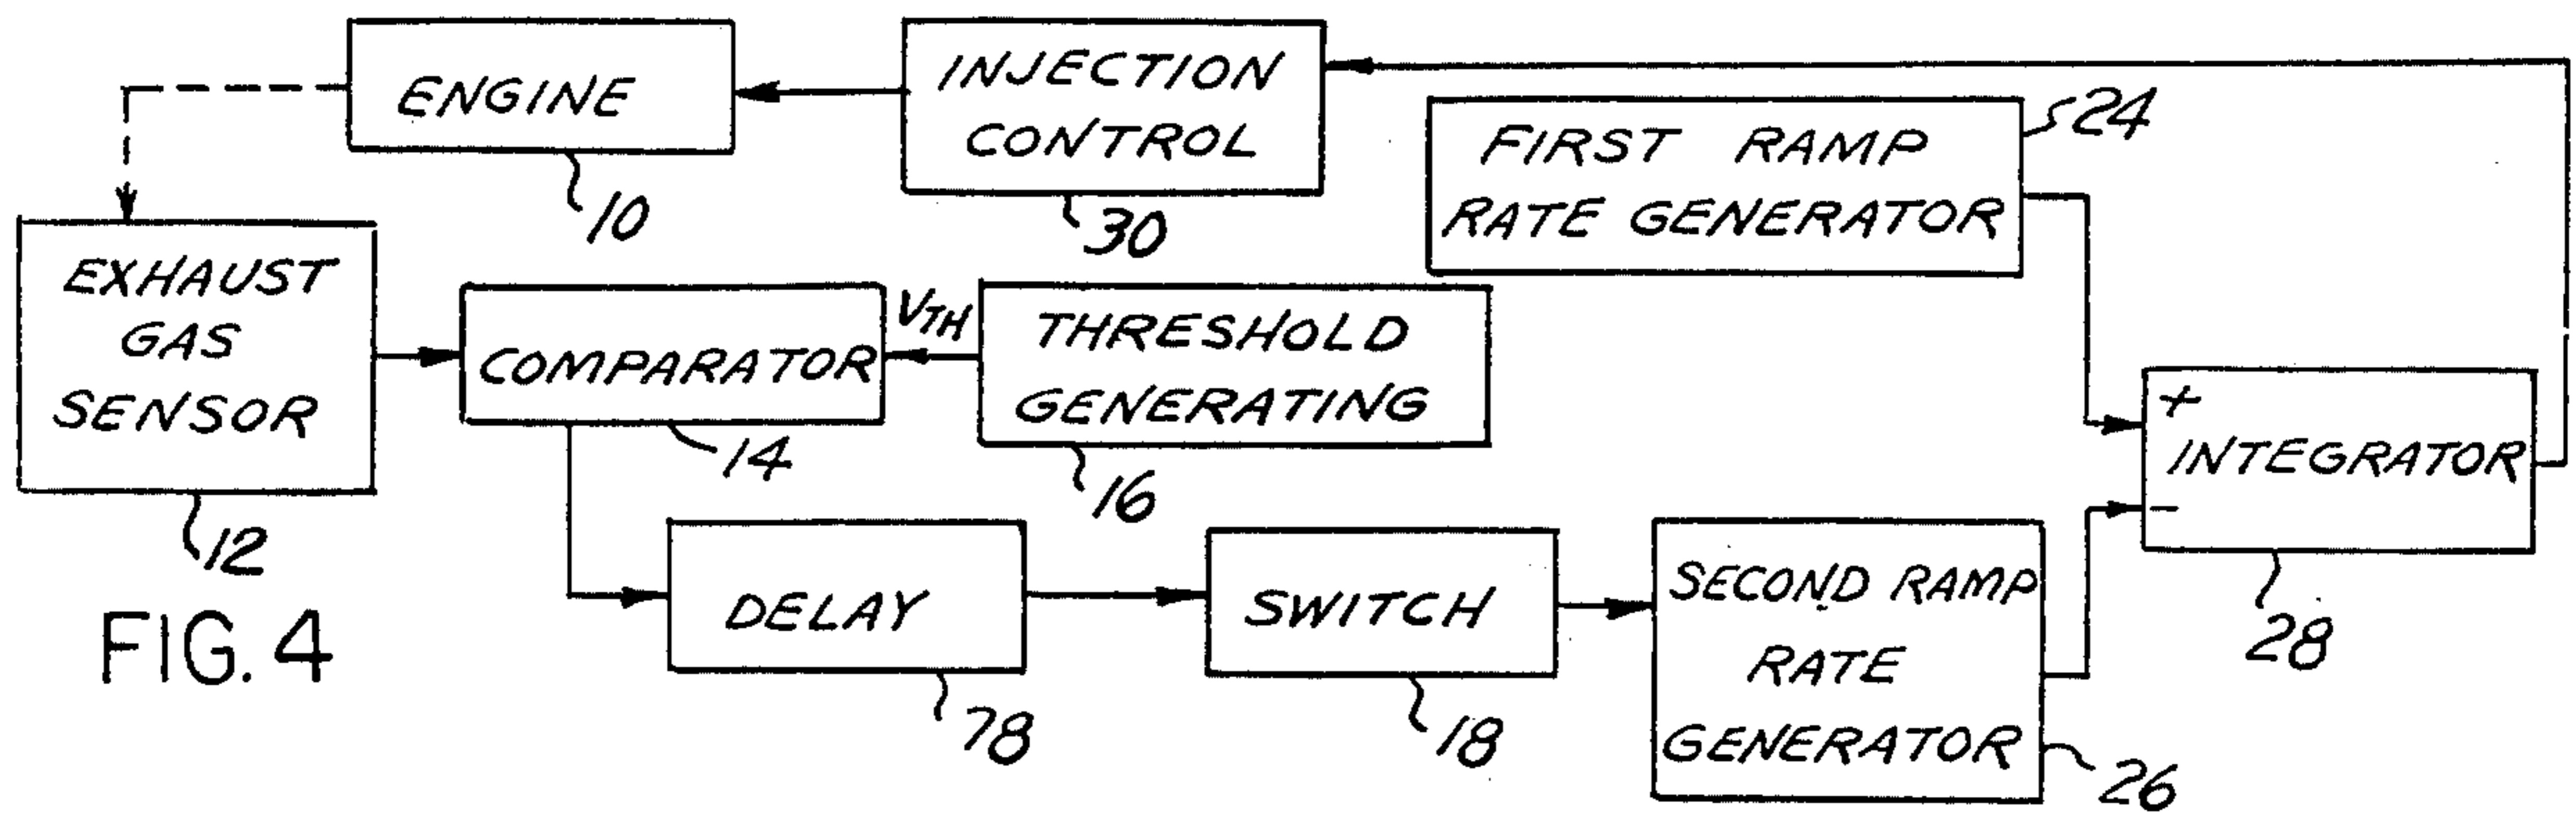 ENGINE
10
INJECTION
CONTROL
30
FIRST RAMP
RATE GENERATOR
24
EXHAUST
GAS
SENSOR
12
COMPARATOR
14
VTH
THRESHOLD
GENERATING
16
+
INTEGRATOR
-
28
DELAY
78
SWITCH
18
SECOND RAMP
RATE
GENERATOR
26
FIG. 4